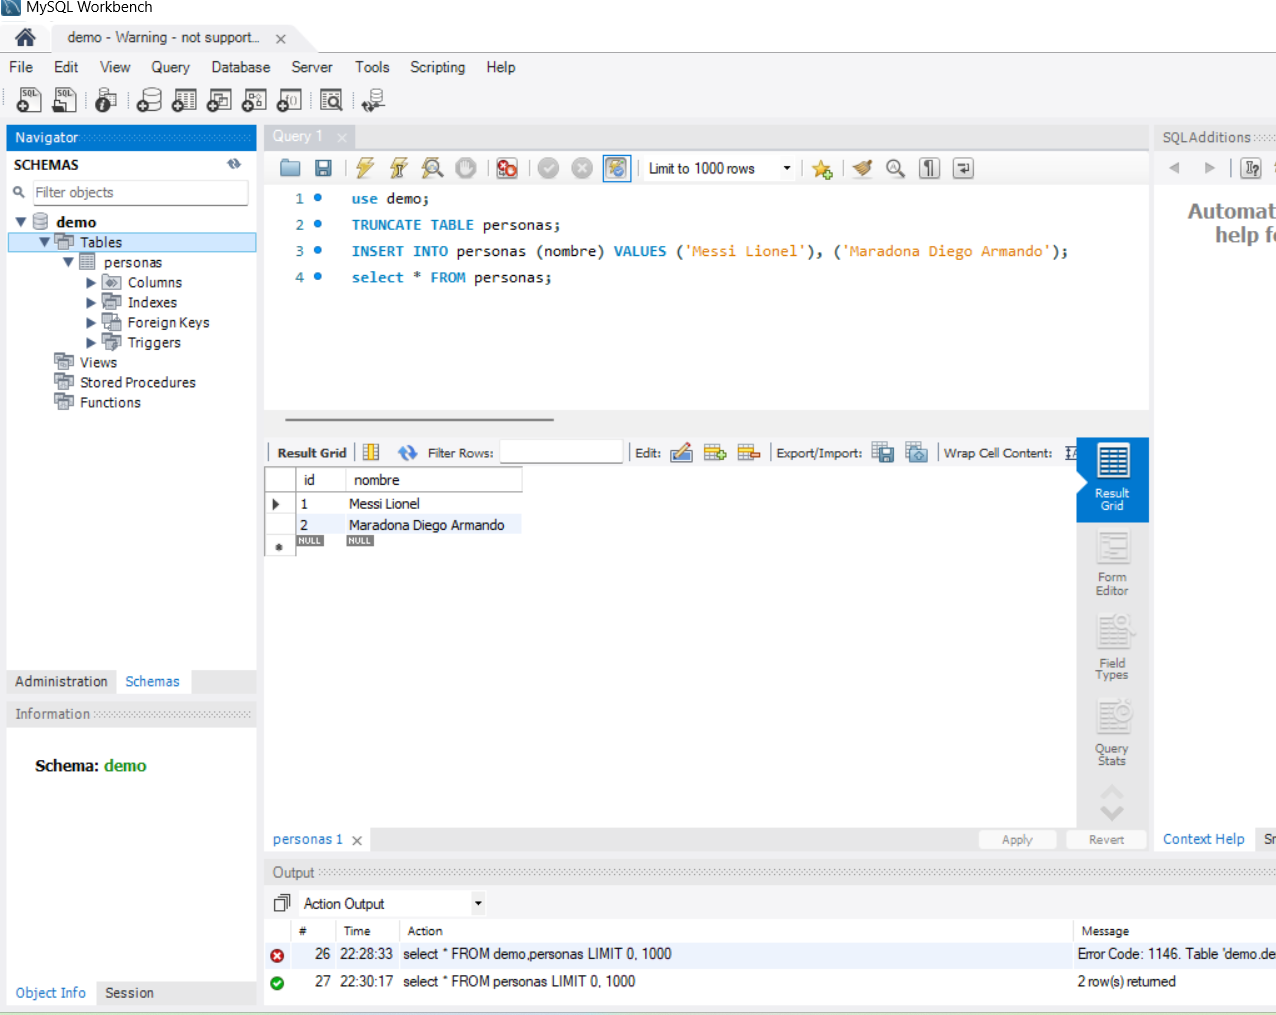 MySQL Workbench
demo - Warning - not support...
File Edit View Query Database Server Tools Scripting Help
Navigator
SCHEMAS
Filter objects
demo
Tables
personas
Columns
Indexes
Foreign Keys
Triggers
Views
Stored Procedures
Functions
Administration Schemas
Information
Schema: demo
Object Info Session
Query 1
Limit to 1000 rows
1 use demo;
2 TRUNCATE TABLE personas;
3 INSERT INTO personas (nombre) VALUES ('Messi Lionel'), ('Maradona Diego Armando');
4 select * FROM personas;
Result Grid Filter Rows: Edit: Export/Import: Wrap Cell Content:
id nombre
1 Messi Lionel
2 Maradona Diego Armando
NULL NULL
Result
Grid
Form
Editor
Field
Types
Query
Stats
personas 1 Apply Revert
SQLAdditions
Automat
help f
Context Help Sn
Output
Action Output
# Time Action Message
26 22:28:33 select * FROM demo,personas LIMIT 0, 1000 Error Code: 1146. Table 'demo.de
27 22:30:17 select * FROM personas LIMIT 0, 1000 2 row(s) returned